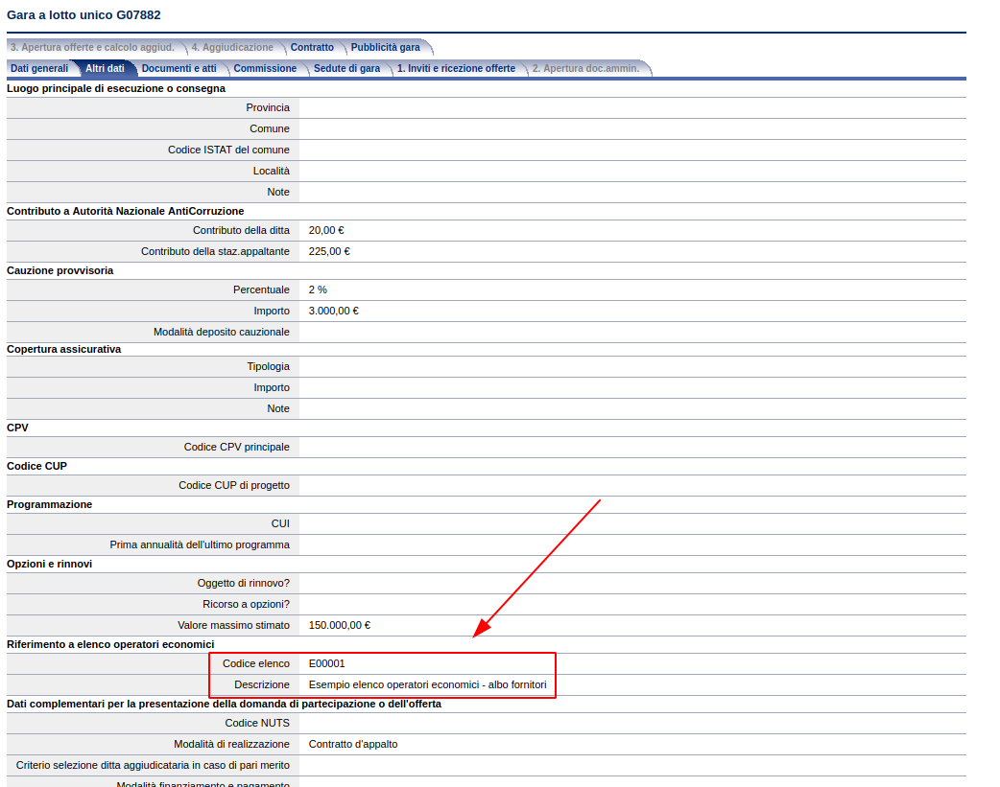 Gara a lotto unico G07882
3. Apertura offerte e calcolo aggiud. 4. Aggiudicazione Contratto Pubblicità gara
Dati generali Altri dati Documenti e atti Commissione Sedute di gara 1. Inviti e ricezione offerte 2. Apertura doc.ammin.
Luogo principale di esecuzione o consegna
Provincia
Comune
Codice ISTAT del comune
Località
Note
Contributo a Autorità Nazionale AntiCorruzione
Contributo della ditta 20,00 €
Contributo della staz.appaltante 225,00 €
Cauzione provvisoria
Percentuale 2 %
Importo 3.000,00 €
Modalità deposito cauzionale
Copertura assicurativa
Tipologia
Importo
Note
CPV
Codice CPV principale
Codice CUP
Codice CUP di progetto
Programmazione
CUI
Prima annualità dell'ultimo programma
Opzioni e rinnovi
Oggetto di rinnovo?
Ricorso a opzioni?
Valore massimo stimato 150.000,00 €
Riferimento a elenco operatori economici
Codice elenco E00001
Descrizione Esempio elenco operatori economici - albo fornitori
Dati complementari per la presentazione della domanda di partecipazione o dell'offerta
Codice NUTS
Modalità di realizzazione Contratto d'appalto
Criterio selezione ditta aggiudicataria in caso di pari merito
Modalità finanziamento e pagamento